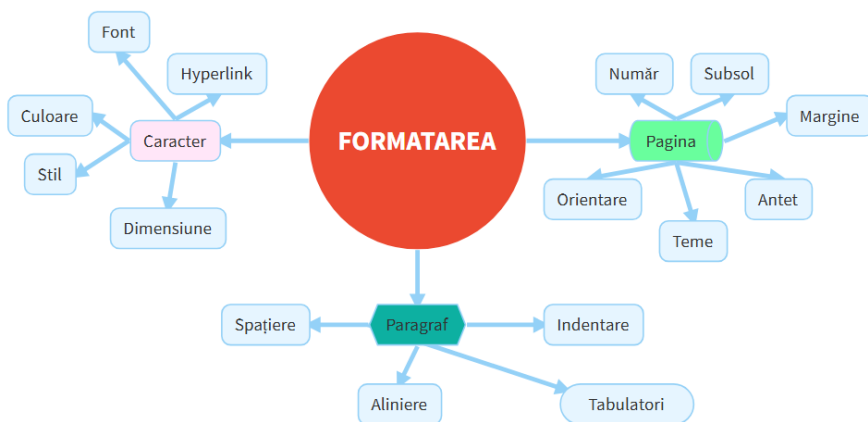 Font
Hyperlink
Culoare
Caracter
Stil
Dimensiune
FORMATAREA
Număr
Subsol
Margine
Pagina
Orientare
Antet
Teme
Spațiere
Paragraf
Indentare
Aliniere
Tabulatori